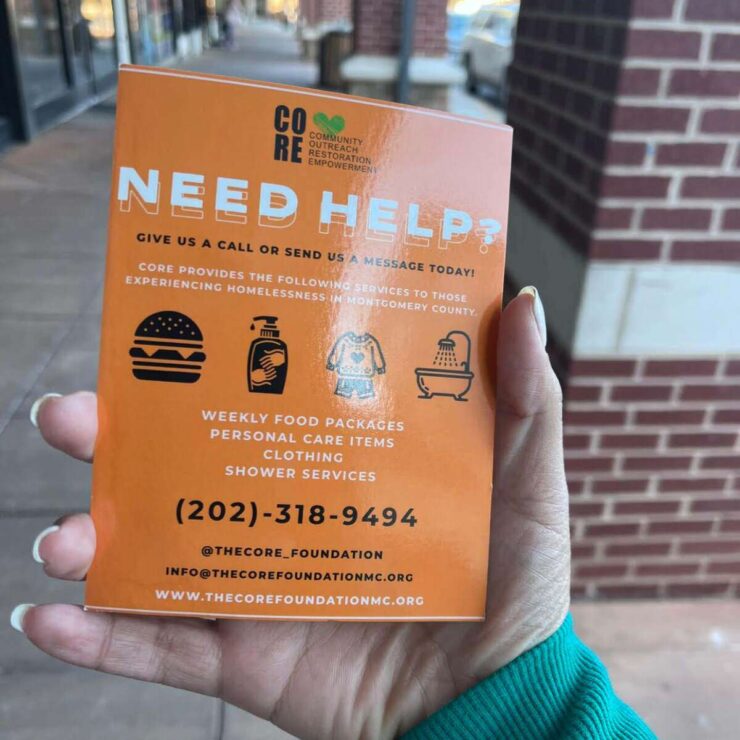 CO
RE
COMMUNITY
OUTREACH
RESTORATION
EMPOWERMENT
NEED HELP?
GIVE US A CALL OR SEND US A MESSAGE TODAY!
CORE PROVIDES THE FOLLOWING SERVICES TO THOSE
EXPERIENCING HOMELESSNESS IN MONTGOMERY COUNTY.
WEEKLY FOOD PACKAGES
PERSONAL CARE ITEMS
CLOTHING
SHOWER SERVICES
(202)-318-9494
@THECORE_FOUNDATION
INFO@THECOREFOUNDATIONMC.ORG
WWW.THECOREFOUNDATIONMC.ORG